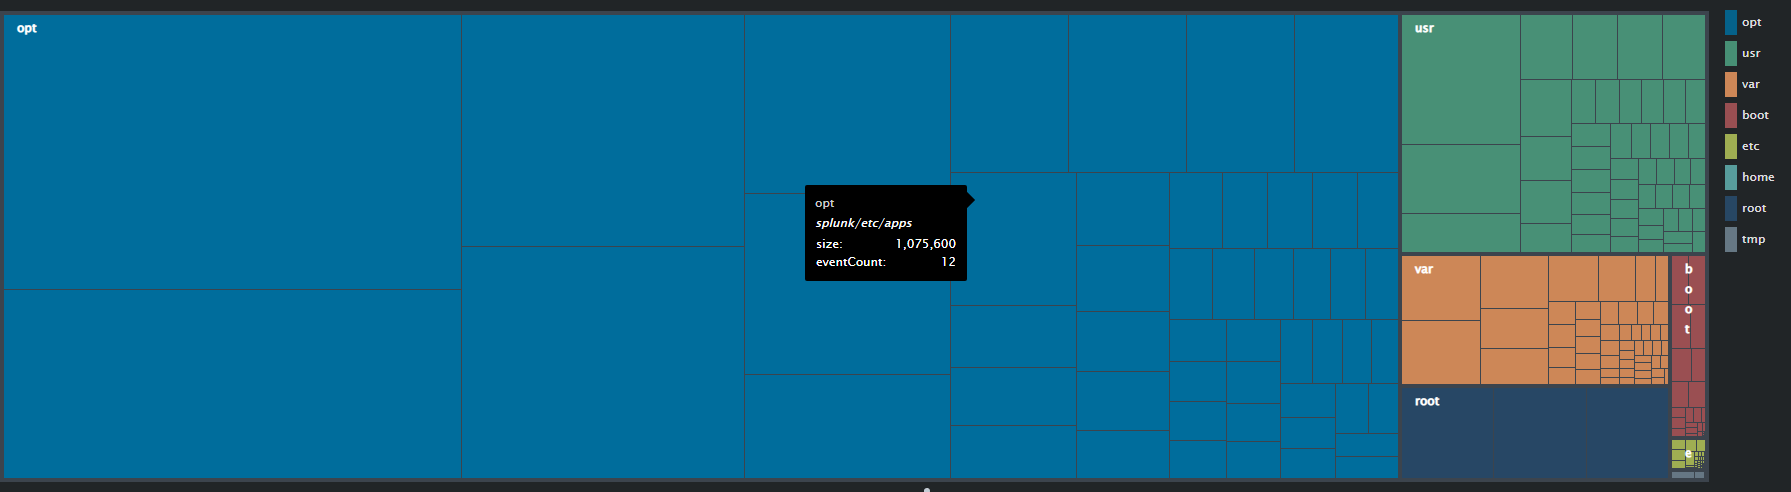 opt
usr
opt
usr
var
boot
etc
home
root
tmp
opt
splunk/etc/apps
size: 1,075,600
eventCount: 12
var
b
o
o
t
root
e